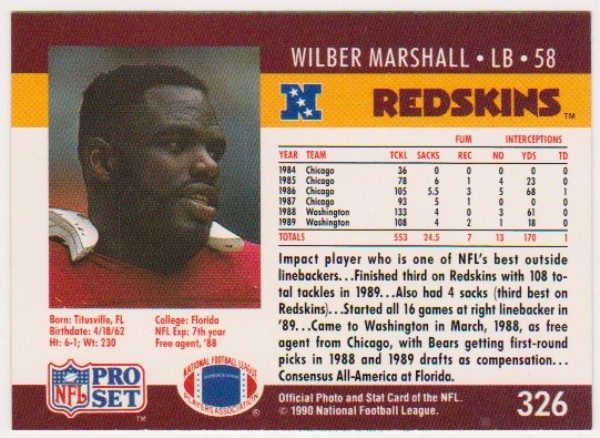 WILBER MARSHALL • LB • 58
N
REDSKINS™
FUM INTERCEPTIONS
YEAR TEAM TCKL SACKS REC NO YDS TD
1984 Chicago 36 0 0 0 0 0
1985 Chicago 78 6 1 4 23 0
1986 Chicago 105 5.5 3 5 68 1
1987 Chicago 93 5 1 0 0 0
1988 Washington 133 4 0 3 61 0
1989 Washington 108 4 2 1 18 0
TOTALS 553 24.5 7 13 170 1
Impact player who is one of NFL's best outside
linebackers...Finished third on Redskins with 108 to-
tal tackles in 1989...Also had 4 sacks (third best on
Redskins)...Started all 16 games at right linebacker in
'89...Came to Washington in March, 1988, as free
agent from Chicago, with Bears getting first-round
picks in 1988 and 1989 drafts as compensation...
Consensus All-America at Florida.
Born: Titusville, FL
Birthdate: 4/18/62
Ht: 6-1; Wt: 230
College: Florida
NFL Exp: 7th year
Free agent, '88
NFL PRO SET™
NATIONAL FOOTBALL LEAGUE
PLAYERS ASSOCIATION ®
Official Photo and Stat Card of the NFL.
© 1990 National Football League.
326